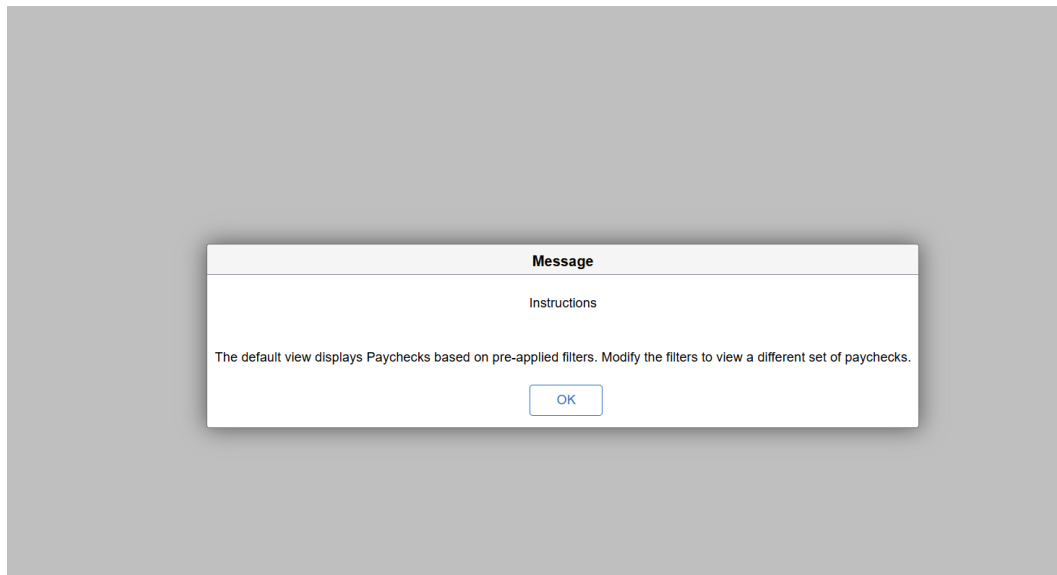 Message
Instructions
The default view displays Paychecks based on pre-applied filters. Modify the filters to view a different set of paychecks.
OK